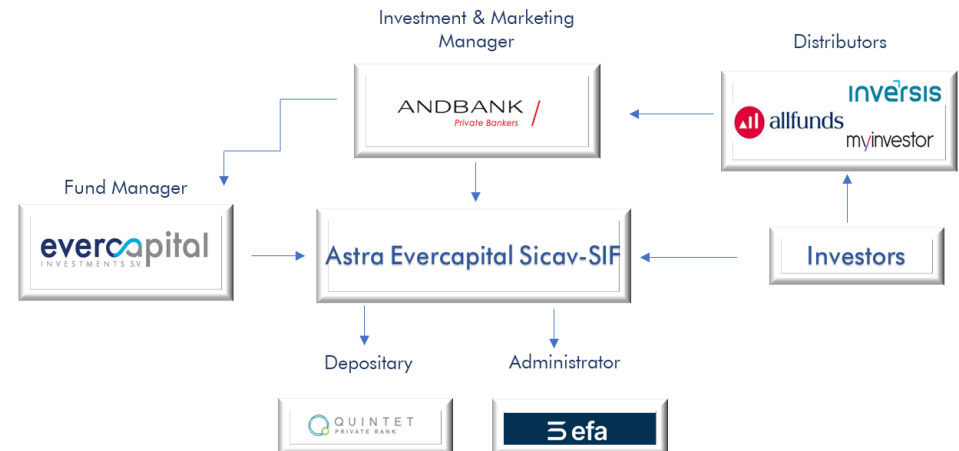 Investment & Marketing
Manager
Distributors
ANDBANK
Private Bankers
inversis
allfunds
myinvestor
Fund Manager
evercapital
INVESTMENTS S.V.
Astra Evercapital Sicav-SIF
Investors
Depositary
Administrator
QUINTET
PRIVATE BANK
efa